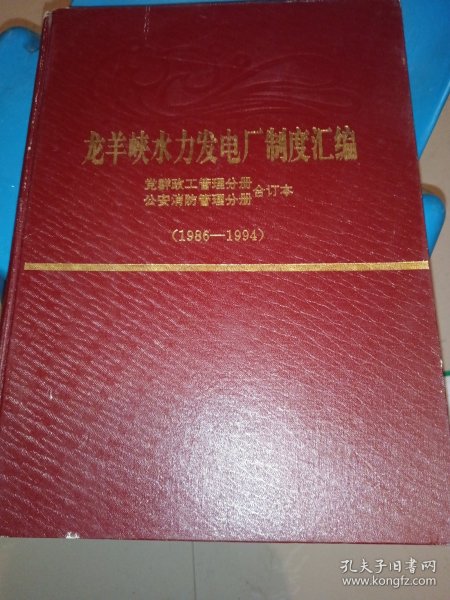 龙羊峡水力发电厂制度汇编
党群政工管理分册
公安消防管理分册
合订本
(1986—1994)
孔夫子旧书网
www.kongfz.com